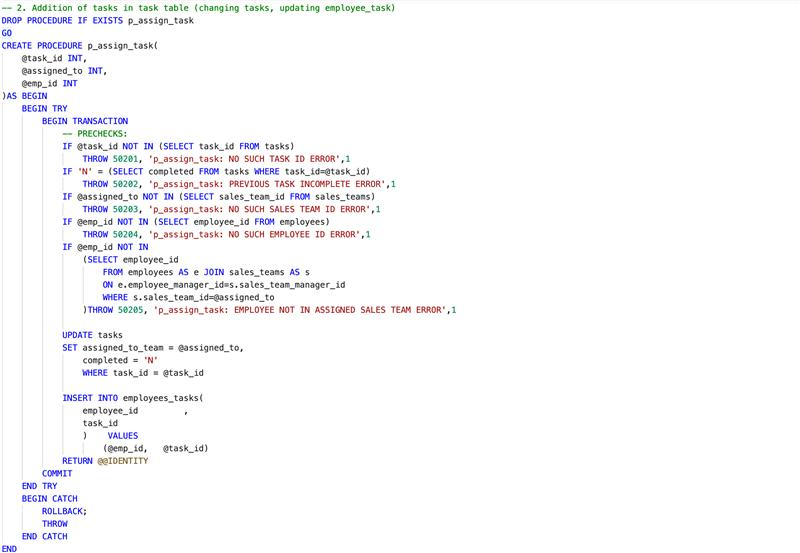 -- 2. Addition of tasks in task table (changing tasks, updating employee_task)
DROP PROCEDURE IF EXISTS p_assign_task
GO
CREATE PROCEDURE p_assign_task(
    @task_id INT,
    @assigned_to INT,
    @emp_id INT
)AS BEGIN
    BEGIN TRY
        BEGIN TRANSACTION
            -- PRECHECKS:
            IF @task_id NOT IN (SELECT task_id FROM tasks)
                THROW 50201, 'p_assign_task: NO SUCH TASK ID ERROR',1
            IF 'N' = (SELECT completed FROM tasks WHERE task_id=@task_id)
                THROW 50202, 'p_assign_task: PREVIOUS TASK INCOMPLETE ERROR',1
            IF @assigned_to NOT IN (SELECT sales_team_id FROM sales_teams)
                THROW 50203, 'p_assign_task: NO SUCH SALES TEAM ID ERROR',1
            IF @emp_id NOT IN (SELECT employee_id FROM employees)
                THROW 50204, 'p_assign_task: NO SUCH EMPLOYEE ID ERROR',1
            IF @emp_id NOT IN
                (SELECT employee_id
                    FROM employees AS e JOIN sales_teams AS s
                    ON e.employee_manager_id=s.sales_team_manager_id
                    WHERE s.sales_team_id=@assigned_to
                )THROW 50205, 'p_assign_task: EMPLOYEE NOT IN ASSIGNED SALES TEAM ERROR',1

            UPDATE tasks
            SET assigned_to_team = @assigned_to,
                completed = 'N'
                WHERE task_id = @task_id

            INSERT INTO employees_tasks(
                employee_id         ,
                task_id
                )    VALUES
                    (@emp_id,   @task_id)
            RETURN @@IDENTITY
        COMMIT
    END TRY
    BEGIN CATCH
        ROLLBACK;
        THROW
    END CATCH
END